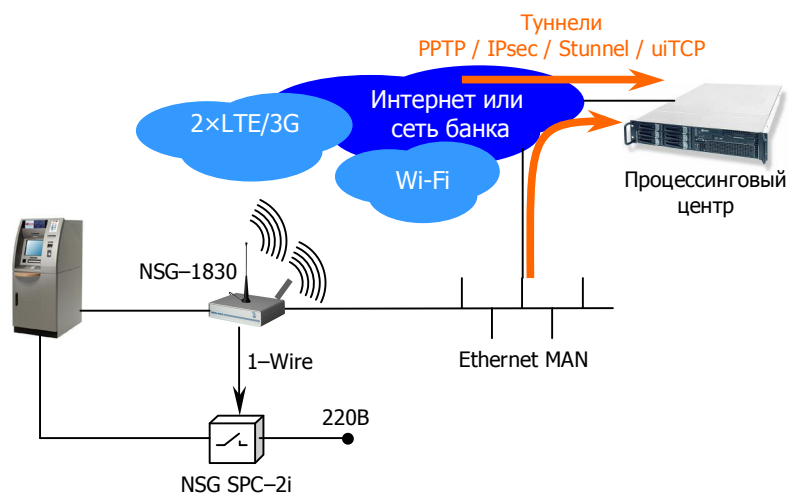 Туннели
PPTP / IPsec / Stunnel / uiTCP
Интернет или
сеть банка
2×LTE/3G
Wi-Fi
Процессинговый
центр
NSG–1830
Ethernet MAN
1–Wire
220В
NSG SPC–2i